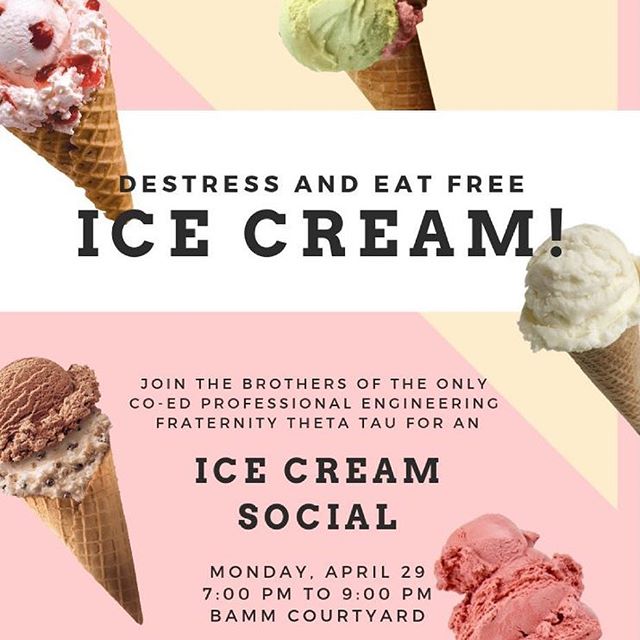 DESTRESS AND EAT FREE
ICE CREAM!
JOIN THE BROTHERS OF THE ONLY
CO-ED PROFESSIONAL ENGINEERING
FRATERNITY THETA TAU FOR AN
ICE CREAM
SOCIAL
MONDAY, APRIL 29
7:00 PM TO 9:00 PM
BAMM COURTYARD